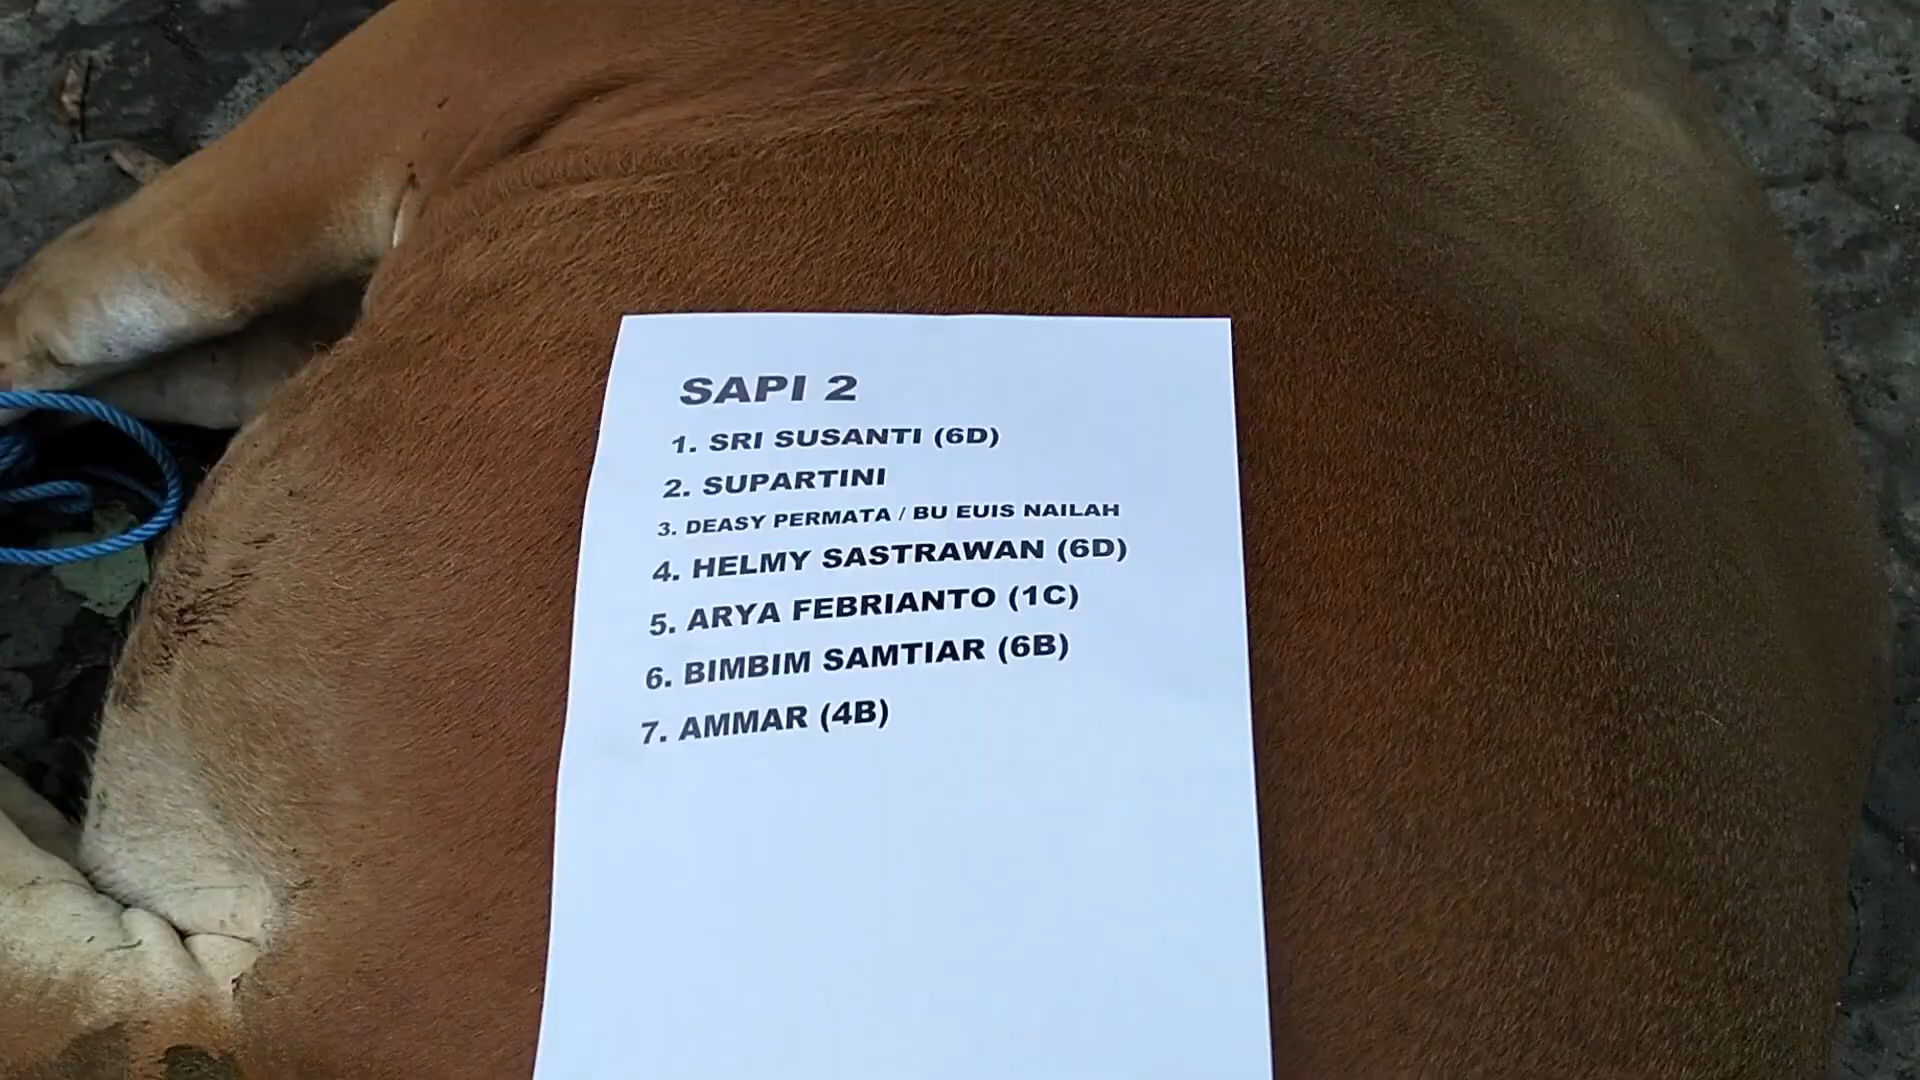 SAPI 2
1. SRI SUSANTI (6D)
2. SUPARTINI
3. DEASY PERMATA / BU EUIS NAILAH
4. HELMY SASTRAWAN (6D)
5. ARYA FEBRIANTO (1C)
6. BIMBIM SAMTIAR (6B)
7. AMMAR (4B)